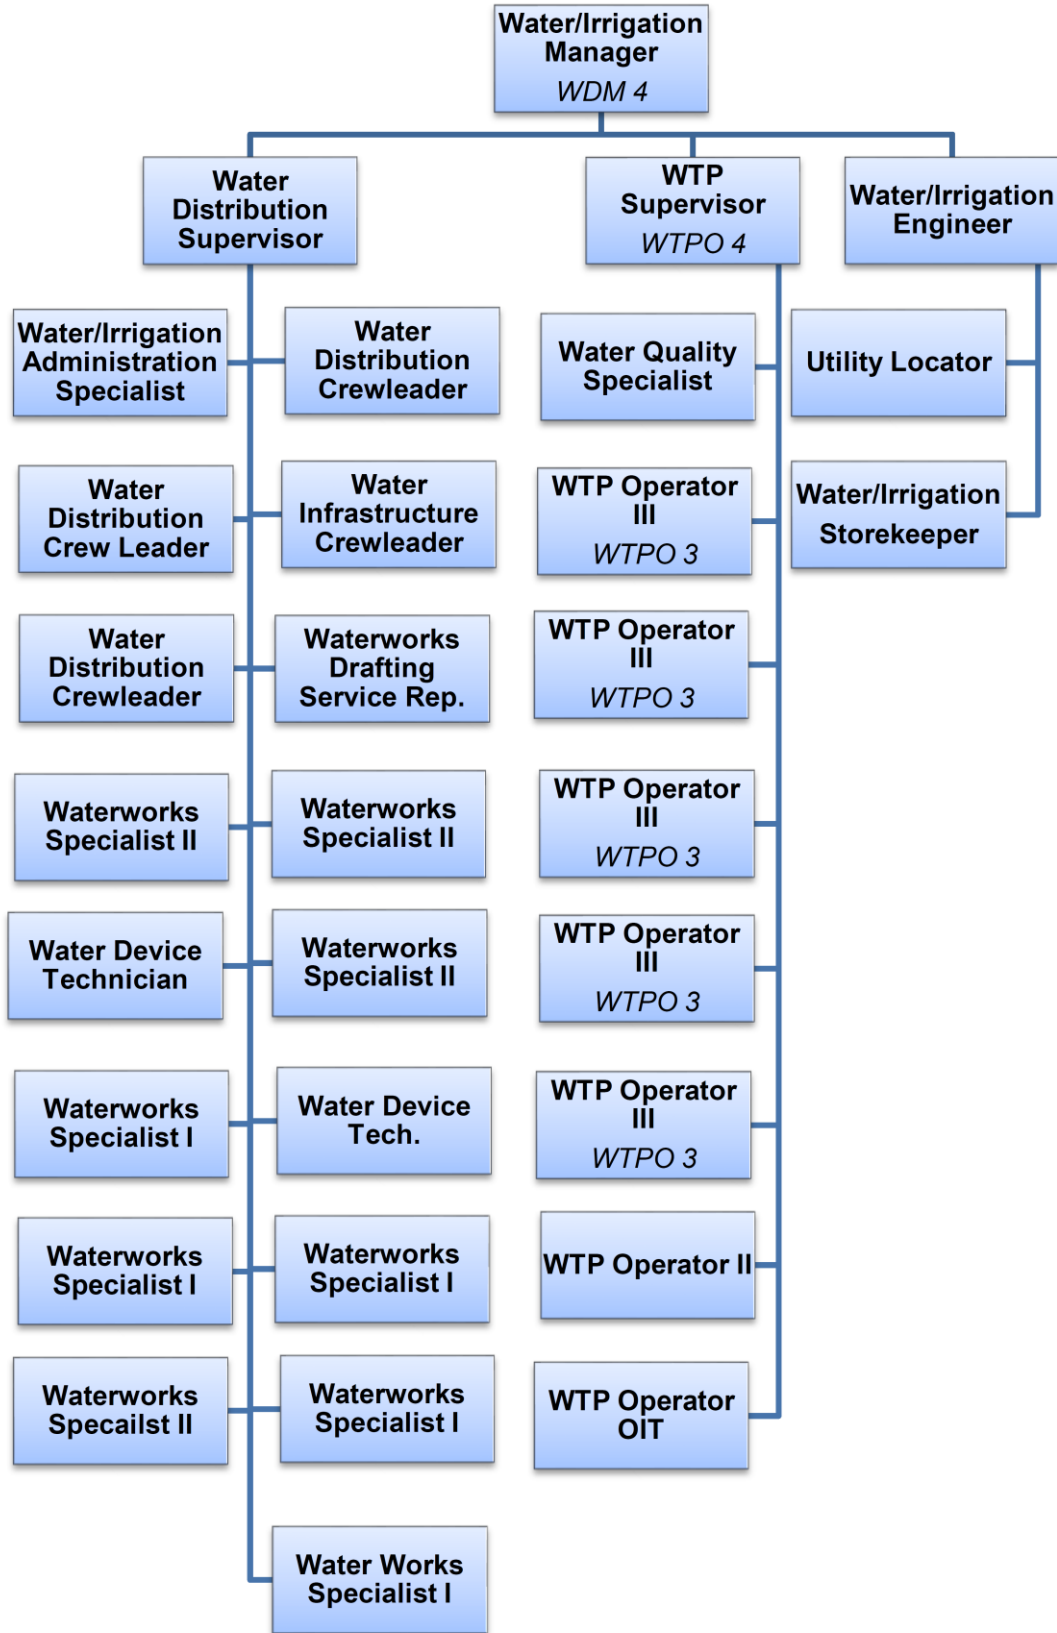 Water/Irrigation
Manager
WDM 4
Water
Distribution
Supervisor
WTP
Supervisor
WTPO 4
Water/Irrigation
Engineer
Water/Irrigation
Administration
Specialist
Water
Distribution
Crewleader
Water Quality
Specialist
Utility Locator
Water
Distribution
Crew Leader
Water
Infrastructure
Crewleader
WTP Operator
III
WTPO 3
Water/Irrigation
Storekeeper
Water
Distribution
Crewleader
Waterworks
Drafting
Service Rep.
WTP Operator
III
WTPO 3
Waterworks
Specialist II
Waterworks
Specialist II
WTP Operator
III
WTPO 3
Water Device
Technician
Waterworks
Specialist II
WTP Operator
III
WTPO 3
Waterworks
Specialist I
Water Device
Tech.
WTP Operator
III
WTPO 3
Waterworks
Specialist I
Waterworks
Specialist I
WTP Operator II
Waterworks
Specailst II
Waterworks
Specialist I
WTP Operator
OIT
Water Works
Specialist I